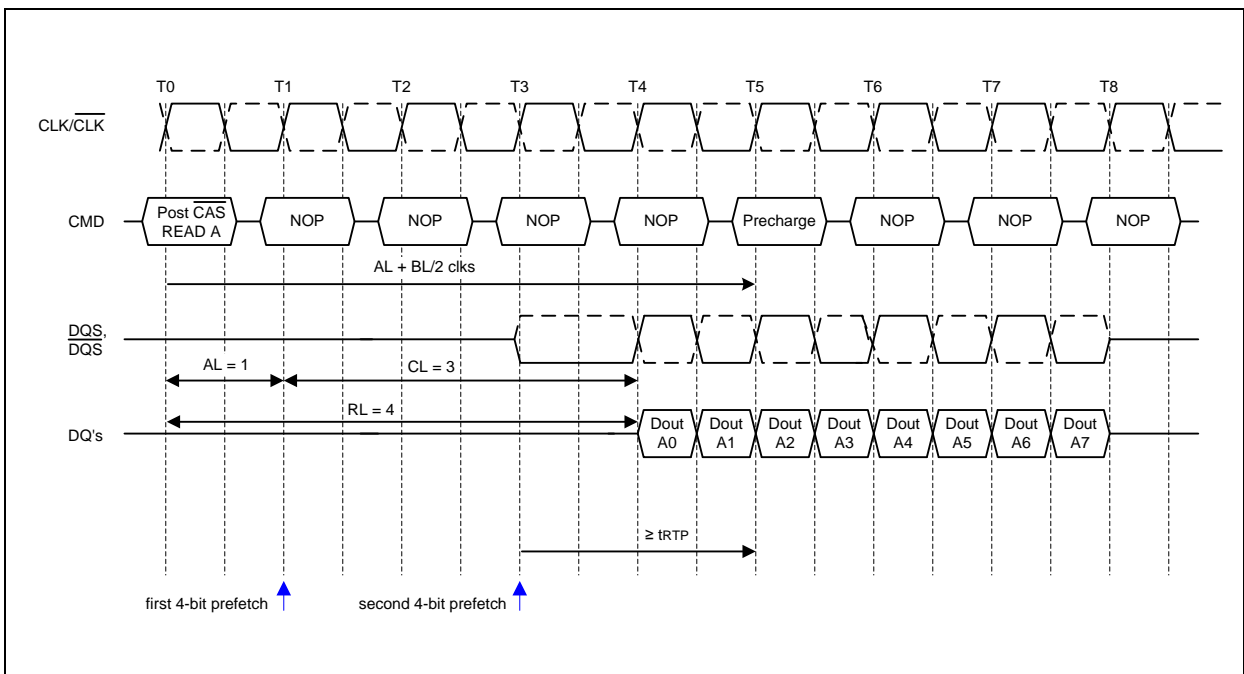 T0 T1 T2 T3 T4 T5 T6 T7 T8
CLK/CLK
CMD
Post CAS
READ A
NOP NOP NOP NOP Precharge NOP NOP NOP
AL + BL/2 clks
DQS,
DQS
AL = 1
CL = 3
RL = 4
DQ's
Dout
A0
Dout
A1
Dout
A2
Dout
A3
Dout
A4
Dout
A5
Dout
A6
Dout
A7
≥ tRTP
first 4-bit prefetch
second 4-bit prefetch